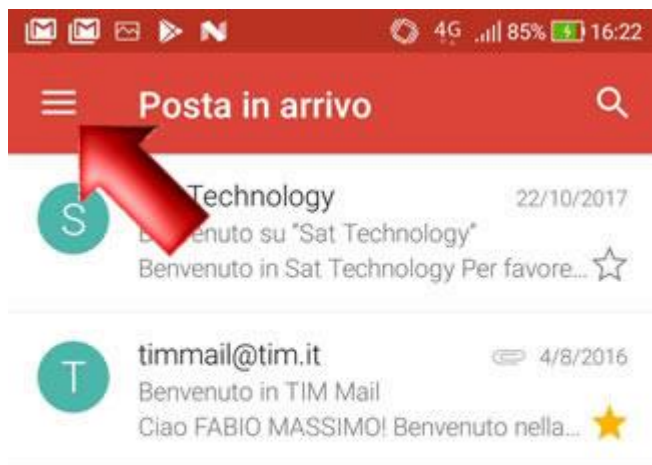 4G 85% 16:22
Posta in arrivo
S
Technology 22/10/2017
enuto su "Sat Technology"
Benvenuto in Sat Technology Per favore...
T
timmail@tim.it 4/8/2016
Benvenuto in TIM Mail
Ciao FABIO MASSIMO! Benvenuto nella...